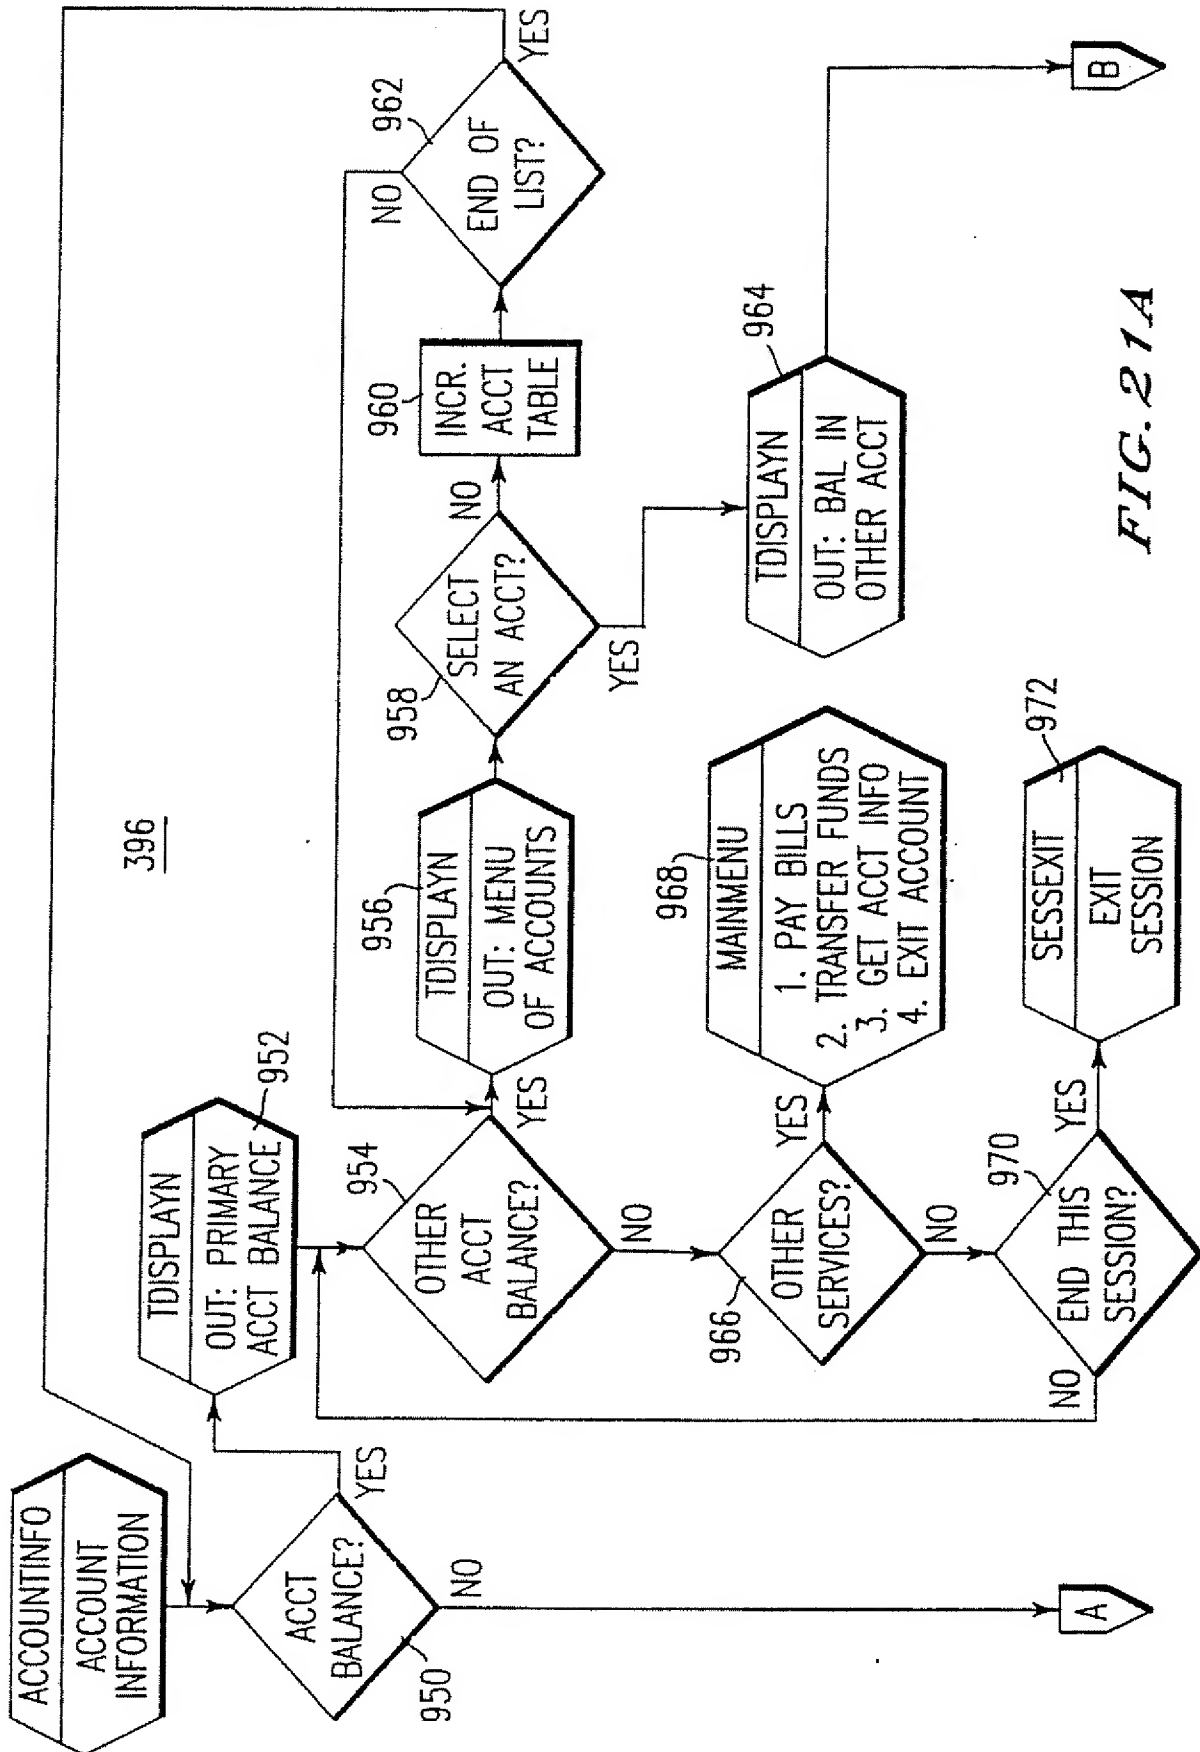 396
ACCOUNTINFO
ACCOUNT
INFORMATION
ACCT
BALANCE?
950
YES
NO
A
TDISPLAYN
OUT: PRIMARY
ACCT BALANCE
952
OTHER
ACCT
BALANCE?
954
YES
NO
TDISPLAYN
OUT: MENU
OF ACCOUNTS
956
SELECT
AN ACCT?
958
NO
YES
INCR.
ACCT
TABLE
960
END OF
LIST?
962
NO
YES
TDISPLAYN
OUT: BAL IN
OTHER ACCT
964
B
OTHER
SERVICES?
966
YES
NO
MAINMENU
1. PAY BILLS
2. TRANSFER FUNDS
3. GET ACCT INFO
4. EXIT ACCOUNT
968
END THIS
SESSION?
970
YES
NO
SESSEXIT
EXIT
SESSION
972
FIG. 21A